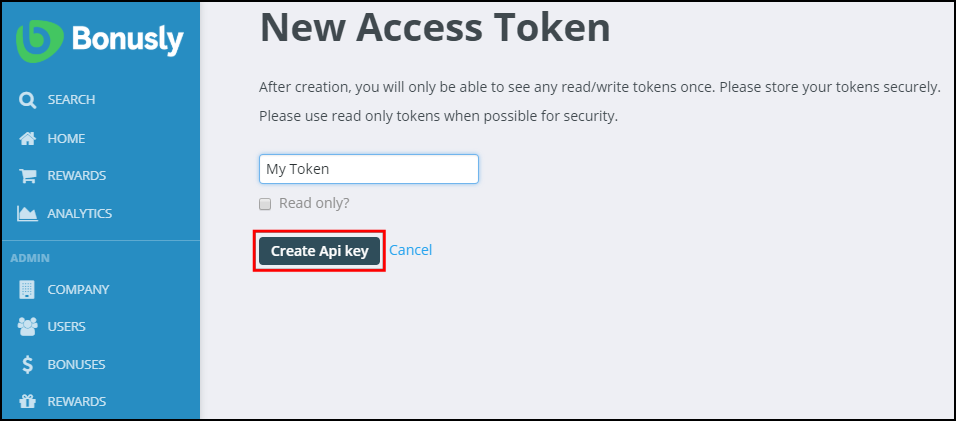 Bonusly
SEARCH
HOME
REWARDS
ANALYTICS
ADMIN
COMPANY
USERS
BONUSES
REWARDS
New Access Token
After creation, you will only be able to see any read/write tokens once. Please store your tokens securely.
Please use read only tokens when possible for security.
My Token
Read only?
Create Api key Cancel